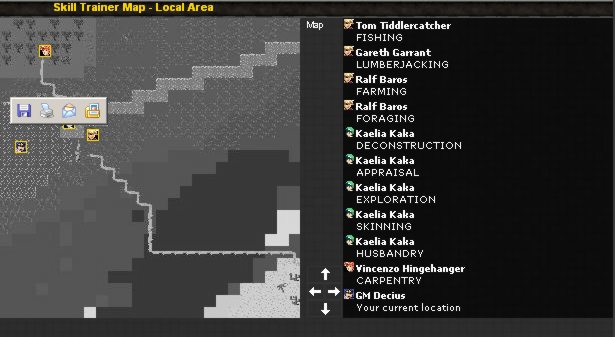 Skill Trainer Map - Local Area
Map
Tom Tiddlercatcher
FISHING
Gareth Garrant
LUMBERJACKING
Ralf Baros
FARMING
Ralf Baros
FORAGING
Kaelia Kaka
DECONSTRUCTION
Kaelia Kaka
APPRAISAL
Kaelia Kaka
EXPLORATION
Kaelia Kaka
SKINNING
Kaelia Kaka
HUSBANDRY
Vincenzo Hingehanger
CARPENTRY
GM Decius
Your current location